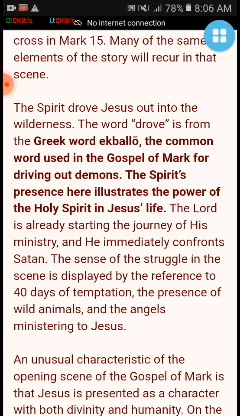 78% 8:06 AM
0:0KB/s U:0KB/s No internet connection
cross in Mark 15. Many of the same
elements of the story will recur in that
scene.
The Spirit drove Jesus out into the
wilderness. The word “drove” is from
the Greek word ekballō, the common
word used in the Gospel of Mark for
driving out demons. The Spirit’s
presence here illustrates the power of
the Holy Spirit in Jesus’ life. The Lord
is already starting the journey of His
ministry, and He immediately confronts
Satan. The sense of the struggle in the
scene is displayed by the reference to
40 days of temptation, the presence of
wild animals, and the angels
ministering to Jesus.
An unusual characteristic of the
opening scene of the Gospel of Mark is
that Jesus is presented as a character
with both divinity and humanity. On the